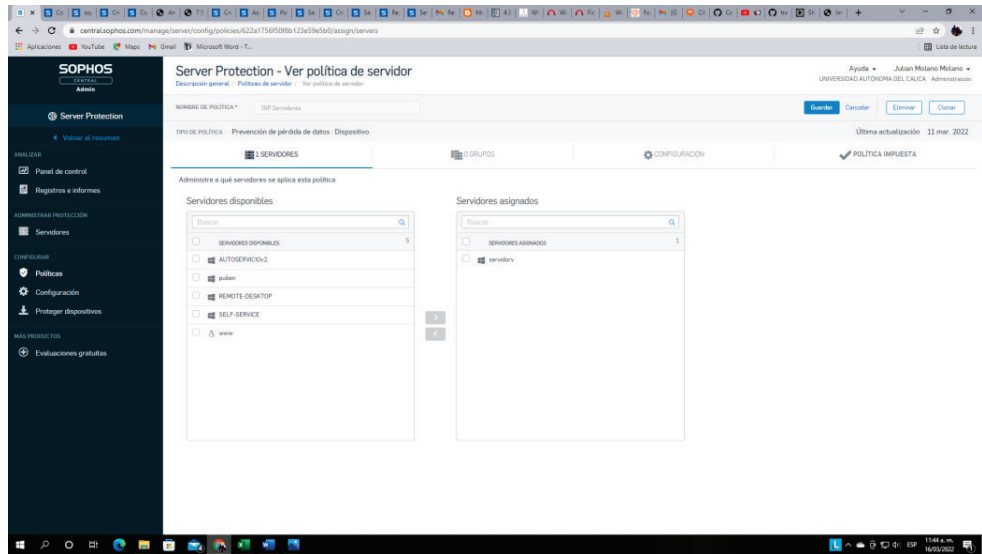 central.sophos.com/manage/server/config/policies/622a1756f50f8b123e59e5b0/assign/servers
Aplicaciones YouTube Maps Gmail Microsoft Word - T... Lista de lectura
SOPHOS
CENTRAL
Admin
Server Protection
Volver al resumen
ANALIZAR
Panel de control
Registros e informes
ADMINISTRAR PROTECCIÓN
Servidores
CONFIGURAR
Políticas
Configuración
Proteger dispositivos
MÁS PRODUCTOS
Evaluaciones gratuitas
Server Protection - Ver política de servidor
Descripción general / Políticas de servidor / Ver política de servidor
Ayuda Julian Molano Molano
UNIVERSIDAD AUTÓNOMA DEL CAUCA · Administración
NOMBRE DE POLÍTICA * DIP Servidores
Guardar Cancelar Eliminar Clonar
TIPO DE POLÍTICA Prevención de pérdida de datos : Dispositivo
Última actualización 11 mar. 2022
1 SERVIDORES 0 GRUPOS CONFIGURACIÓN POLÍTICA IMPUESTA
Administre a qué servidores se aplica esta política
Servidores disponibles
Buscar
SERVIDORES DISPONIBLES 5
AUTOSERVICIOv2
puben
REMOTE-DESKTOP
SELF-SERVICE
www
Servidores asignados
Buscar
SERVIDORES ASIGNADOS 1
servidorv
ESP
11:44 a. m.
16/03/2022